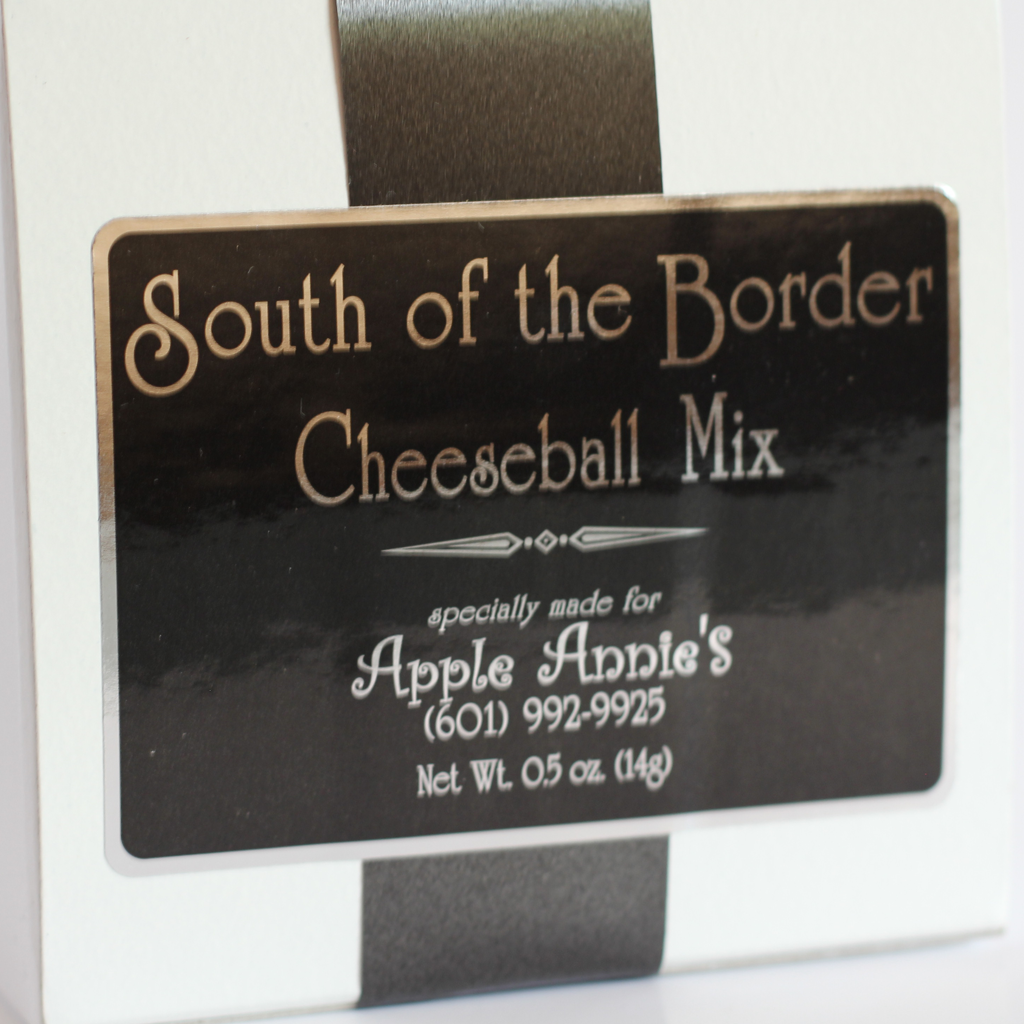 South of the Border
Cheeseball Mix
specially made for
Apple Annie's
(601) 992-9925
Net Wt. 0.5 oz. (14g)